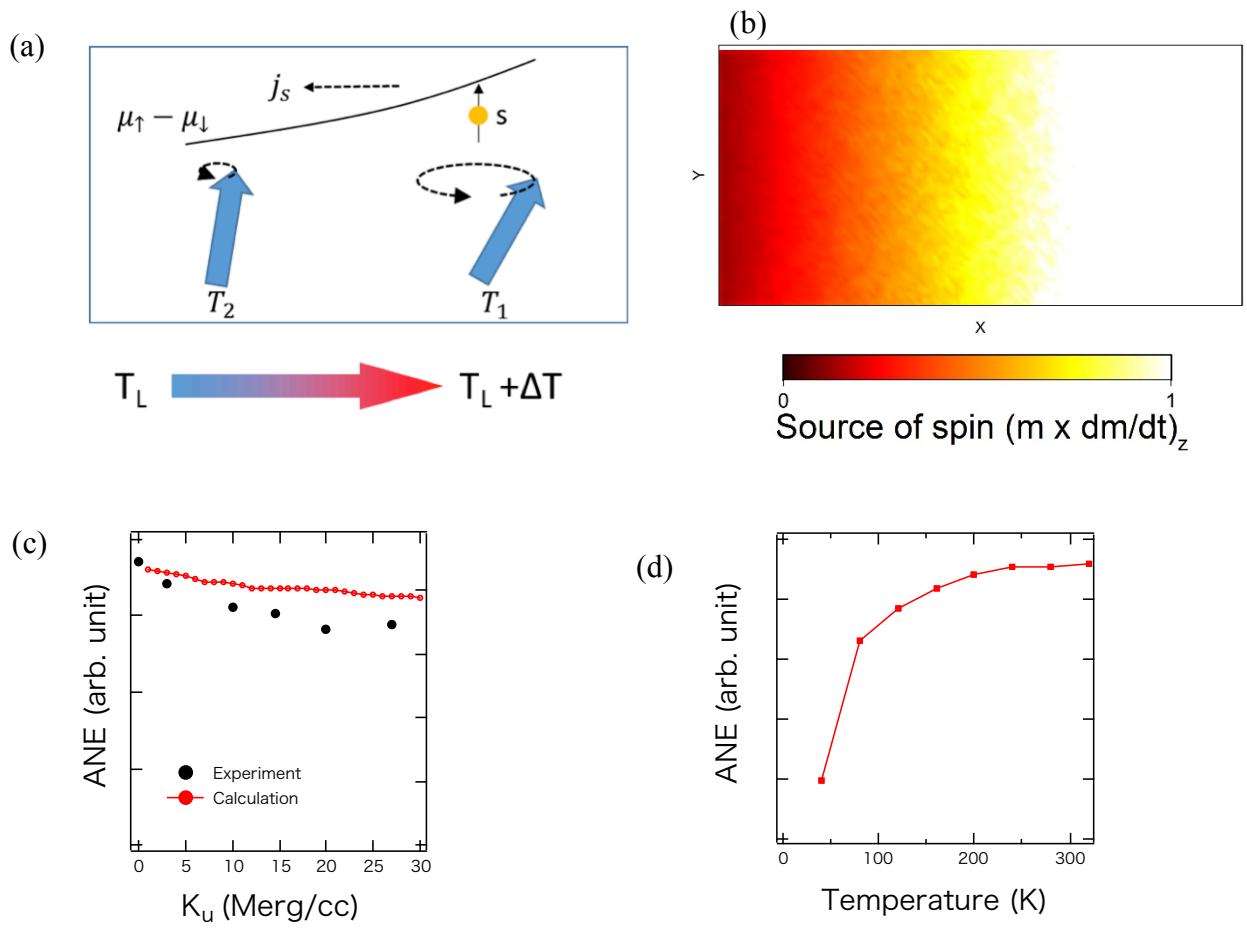 (a)
j_s
μ↑ − μ↓
s
T_2
T_1
T_L
T_L +ΔT
(b)
Y
X
0
1
Source of spin (m x dm/dt)_z
(c)
ANE (arb. unit)
Experiment
Calculation
0 5 10 15 20 25 30
K_u (Merg/cc)
(d)
ANE (arb. unit)
0 100 200 300
Temperature (K)